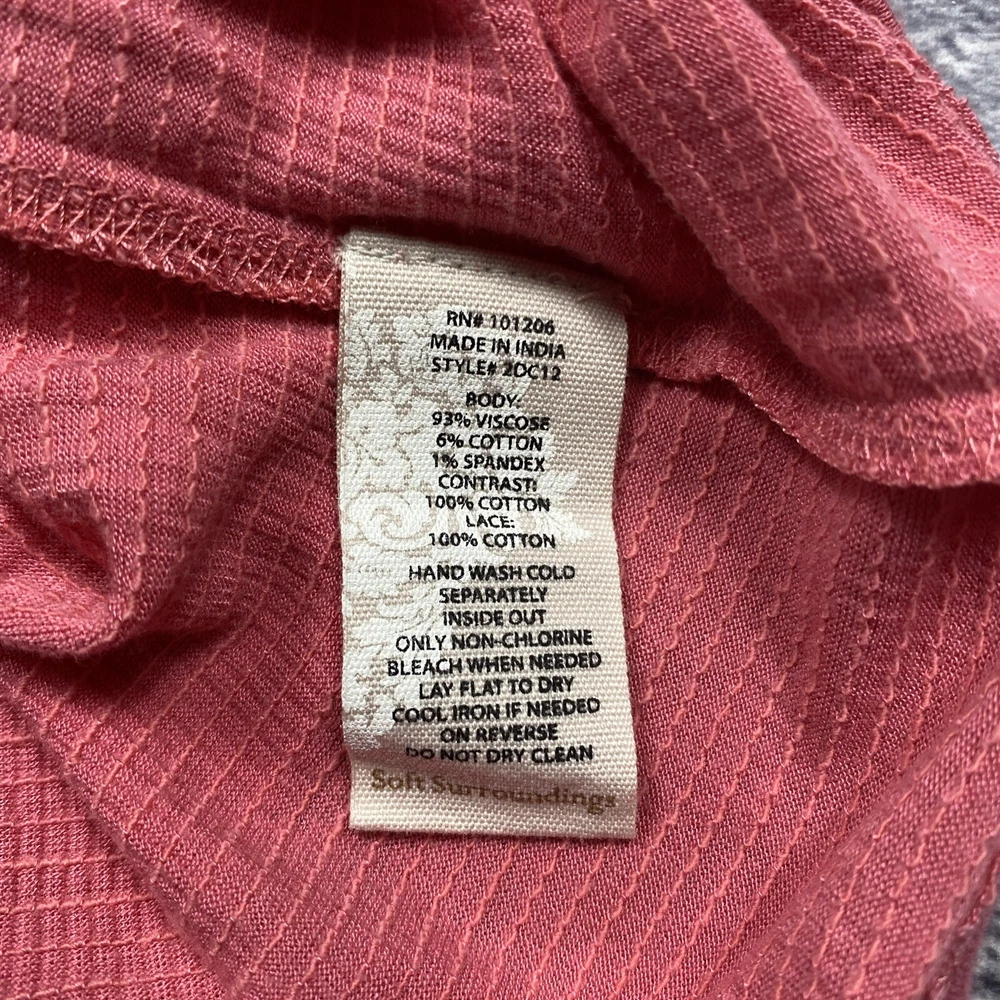 RN# 101206
MADE IN INDIA
STYLE# 2DC12
BODY:
93% VISCOSE
6% COTTON
1% SPANDEX
CONTRAST:
100% COTTON
LACE:
100% COTTON
HAND WASH COLD
SEPARATELY
INSIDE OUT
ONLY NON-CHLORINE
BLEACH WHEN NEEDED
LAY FLAT TO DRY
COOL IRON IF NEEDED
ON REVERSE
DO NOT DRY CLEAN
Soft Surroundings